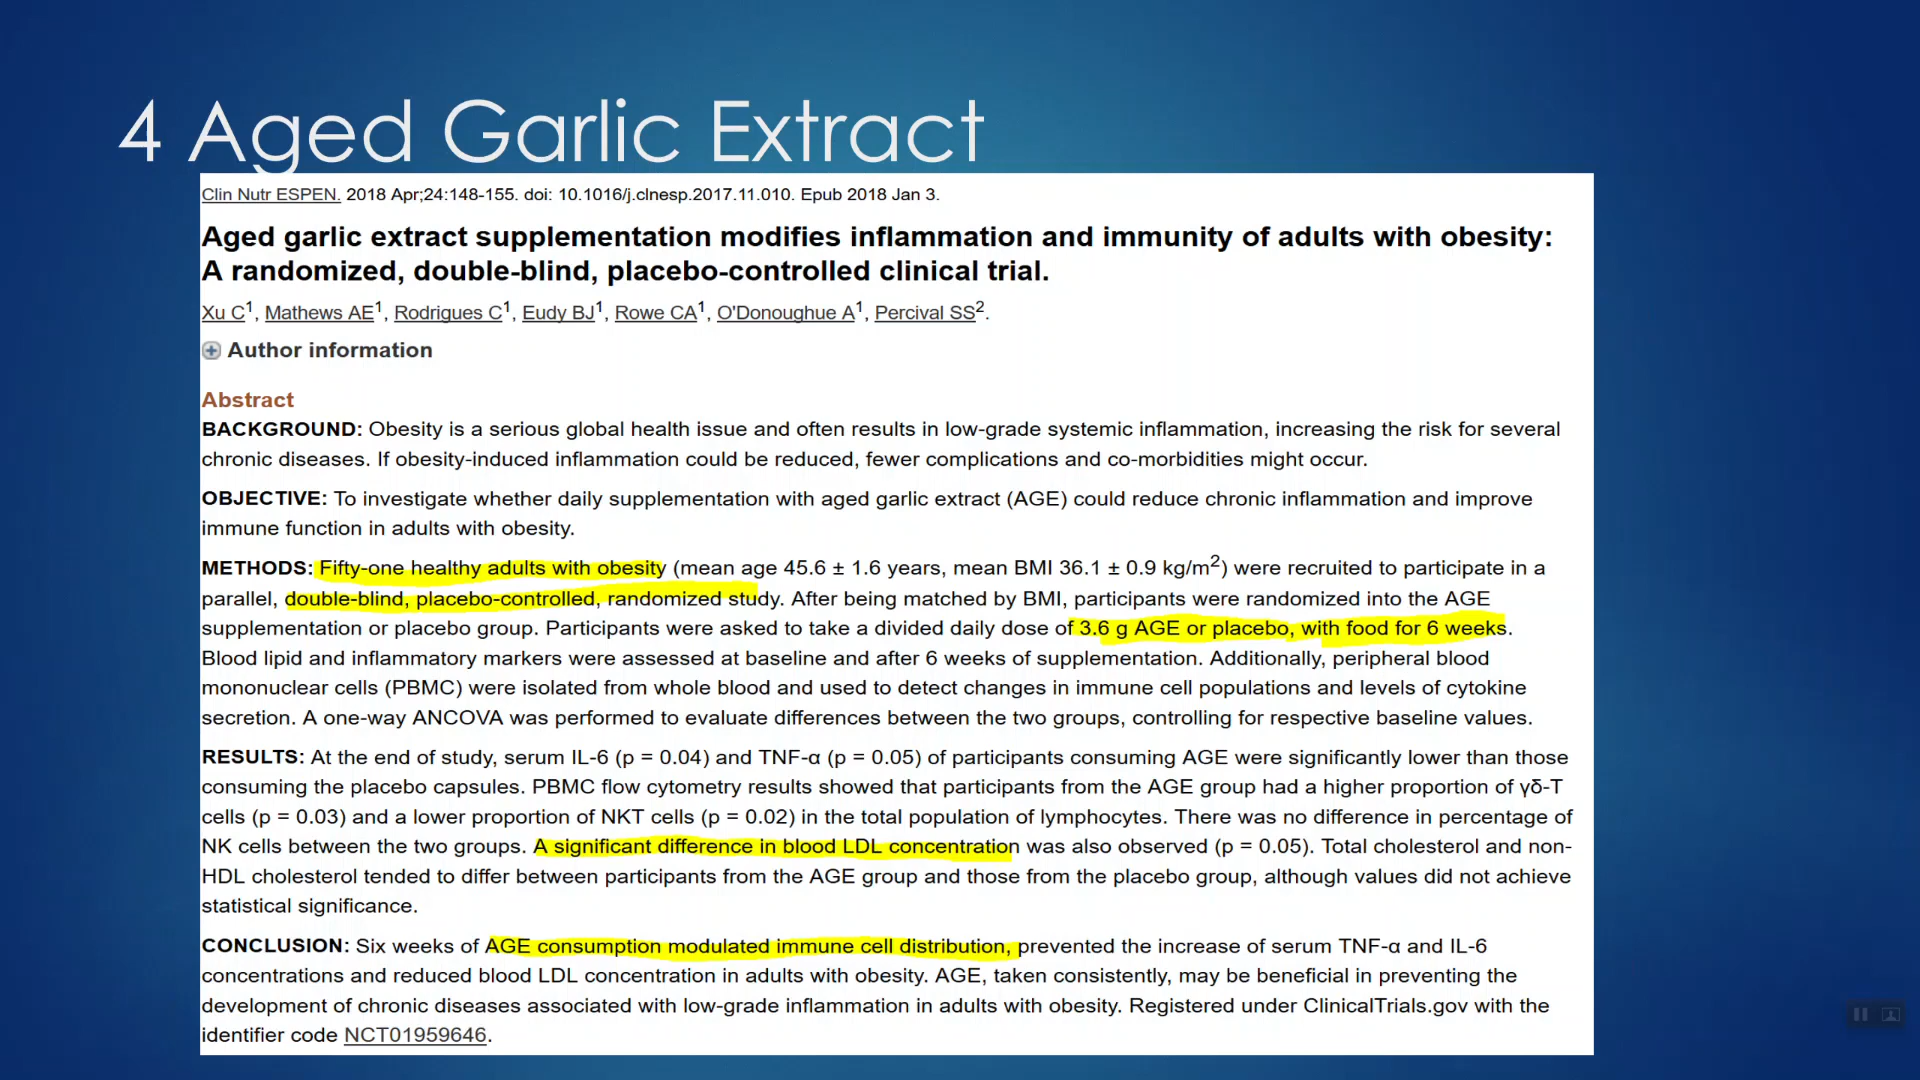 4 Aged Garlic Extract
Clin Nutr ESPEN. 2018 Apr;24:148-155. doi: 10.1016/j.clnesp.2017.11.010. Epub 2018 Jan 3.
Aged garlic extract supplementation modifies inflammation and immunity of adults with obesity:
A randomized, double-blind, placebo-controlled clinical trial.
Xu C1, Mathews AE1, Rodrigues C1, Eudy BJ1, Rowe CA1, O'Donoughue A1, Percival SS2.
Author information
Abstract
BACKGROUND: Obesity is a serious global health issue and often results in low-grade systemic inflammation, increasing the risk for several
chronic diseases. If obesity-induced inflammation could be reduced, fewer complications and co-morbidities might occur.
OBJECTIVE: To investigate whether daily supplementation with aged garlic extract (AGE) could reduce chronic inflammation and improve
immune function in adults with obesity.
METHODS: Fifty-one healthy adults with obesity (mean age 45.6 ± 1.6 years, mean BMI 36.1 ± 0.9 kg/m2) were recruited to participate in a
parallel, double-blind, placebo-controlled, randomized study. After being matched by BMI, participants were randomized into the AGE
supplementation or placebo group. Participants were asked to take a divided daily dose of 3.6 g AGE or placebo, with food for 6 weeks.
Blood lipid and inflammatory markers were assessed at baseline and after 6 weeks of supplementation. Additionally, peripheral blood
mononuclear cells (PBMC) were isolated from whole blood and used to detect changes in immune cell populations and levels of cytokine
secretion. A one-way ANCOVA was performed to evaluate differences between the two groups, controlling for respective baseline values.
RESULTS: At the end of study, serum IL-6 (p = 0.04) and TNF-α (p = 0.05) of participants consuming AGE were significantly lower than those
consuming the placebo capsules. PBMC flow cytometry results showed that participants from the AGE group had a higher proportion of γδ-T
cells (p = 0.03) and a lower proportion of NKT cells (p = 0.02) in the total population of lymphocytes. There was no difference in percentage of
NK cells between the two groups. A significant difference in blood LDL concentration was also observed (p = 0.05). Total cholesterol and non-
HDL cholesterol tended to differ between participants from the AGE group and those from the placebo group, although values did not achieve
statistical significance.
CONCLUSION: Six weeks of AGE consumption modulated immune cell distribution, prevented the increase of serum TNF-α and IL-6
concentrations and reduced blood LDL concentration in adults with obesity. AGE, taken consistently, may be beneficial in preventing the
development of chronic diseases associated with low-grade inflammation in adults with obesity. Registered under ClinicalTrials.gov with the
identifier code NCT01959646.